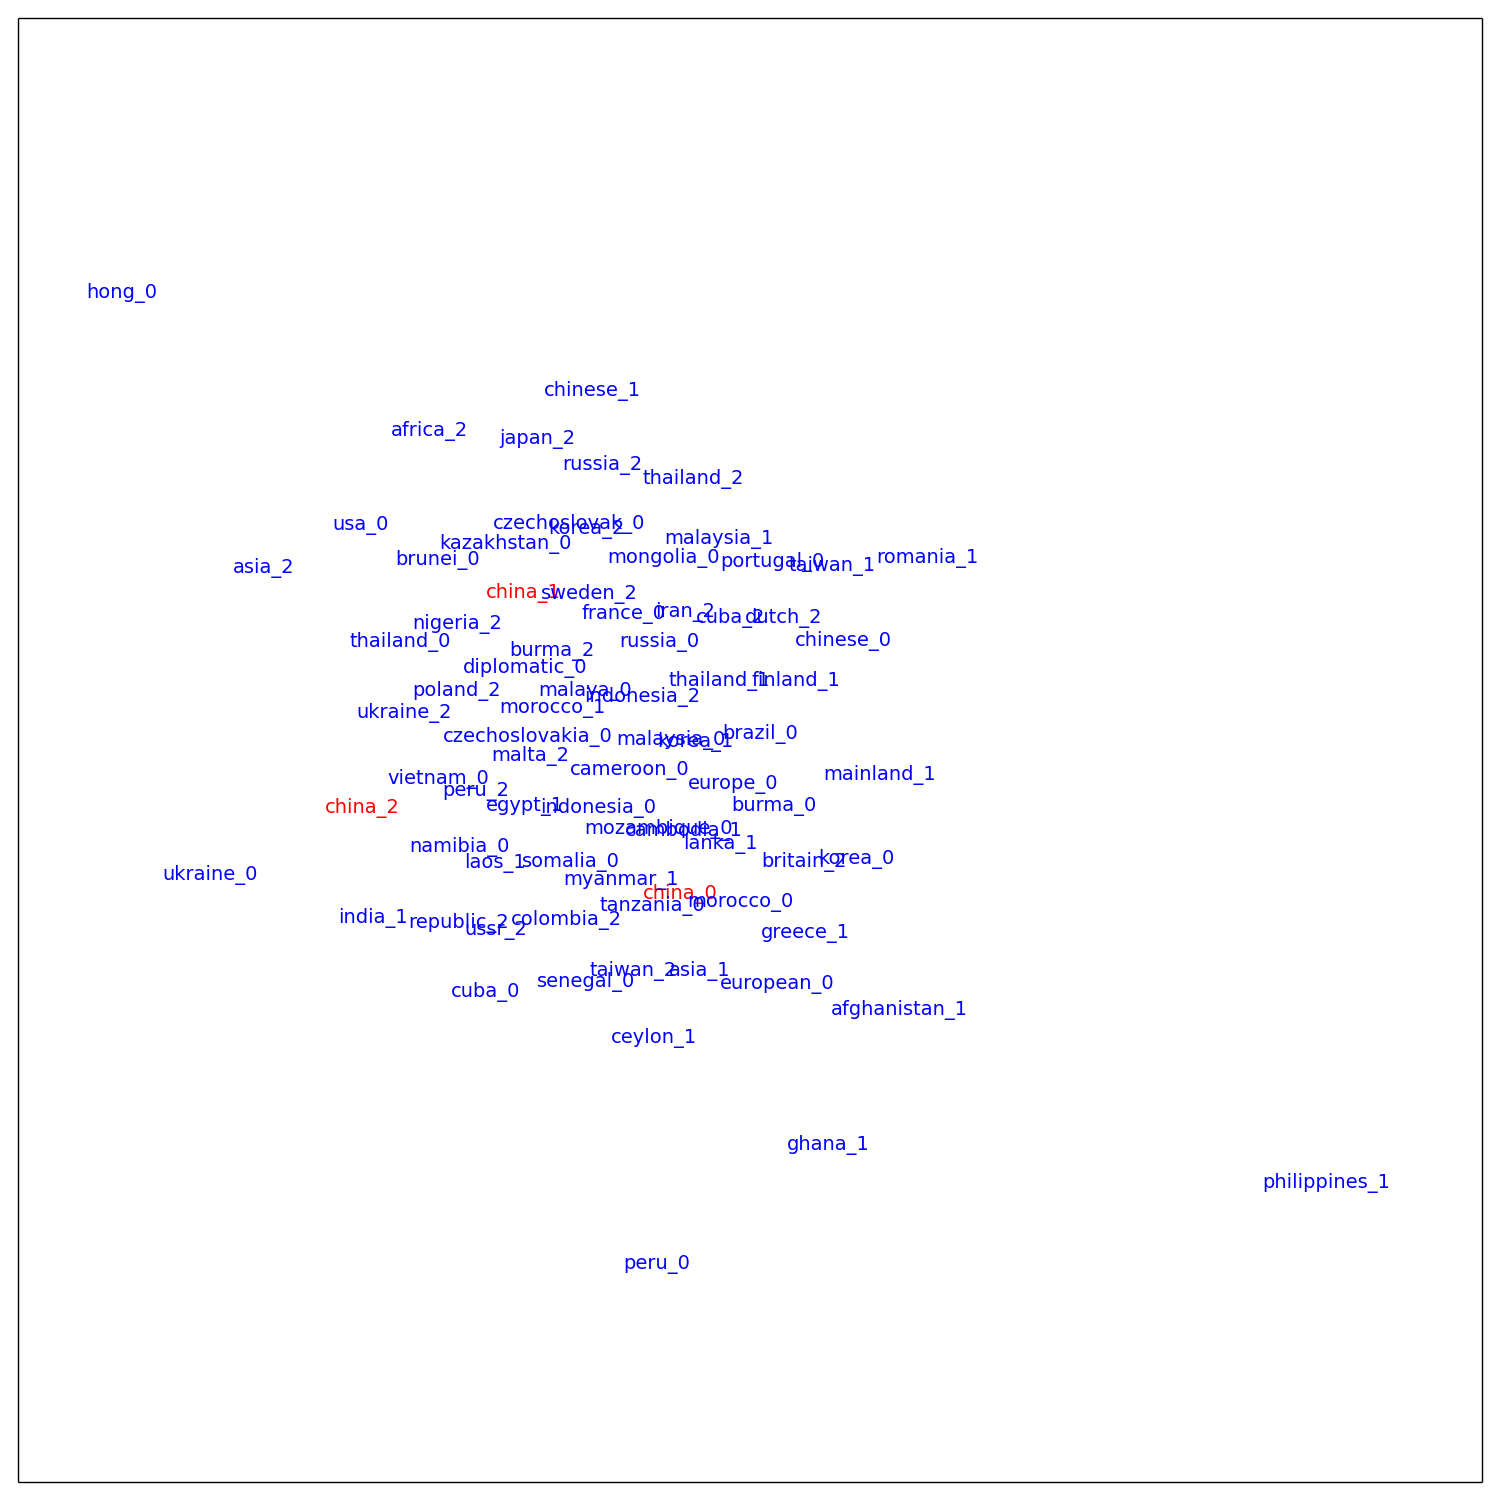 hong_0
chinese_1
africa_2
japan_2
russia_2
thailand_2
usa_0
czechoslovak_0
korea_2
malaysia_1
kazakhstan_0
brunei_0
mongolia_0
portugal_0
taiwan_1
romania_1
asia_2
china_1
sweden_2
france_0
iran_2
cuba_2
dutch_2
nigeria_2
thailand_0
russia_0
chinese_0
burma_2
diplomatic_0
thailand_1
finland_1
poland_2
malaya_0
indonesia_2
ukraine_2
morocco_1
czechoslovakia_0
malaysia_0
korea_1
brazil_0
malta_2
cameroon_0
mainland_1
vietnam_0
europe_0
peru_2
china_2
egypt_1
indonesia_0
burma_0
mozambique_0
cambodia_1
lanka_1
namibia_0
laos_1
somalia_0
britain_2
korea_0
ukraine_0
myanmar_1
china_0
tanzania_0
morocco_0
india_1
republic_2
colombia_2
ussr_2
greece_1
taiwan_2
asia_1
senegal_0
european_0
cuba_0
afghanistan_1
ceylon_1
ghana_1
philippines_1
peru_0